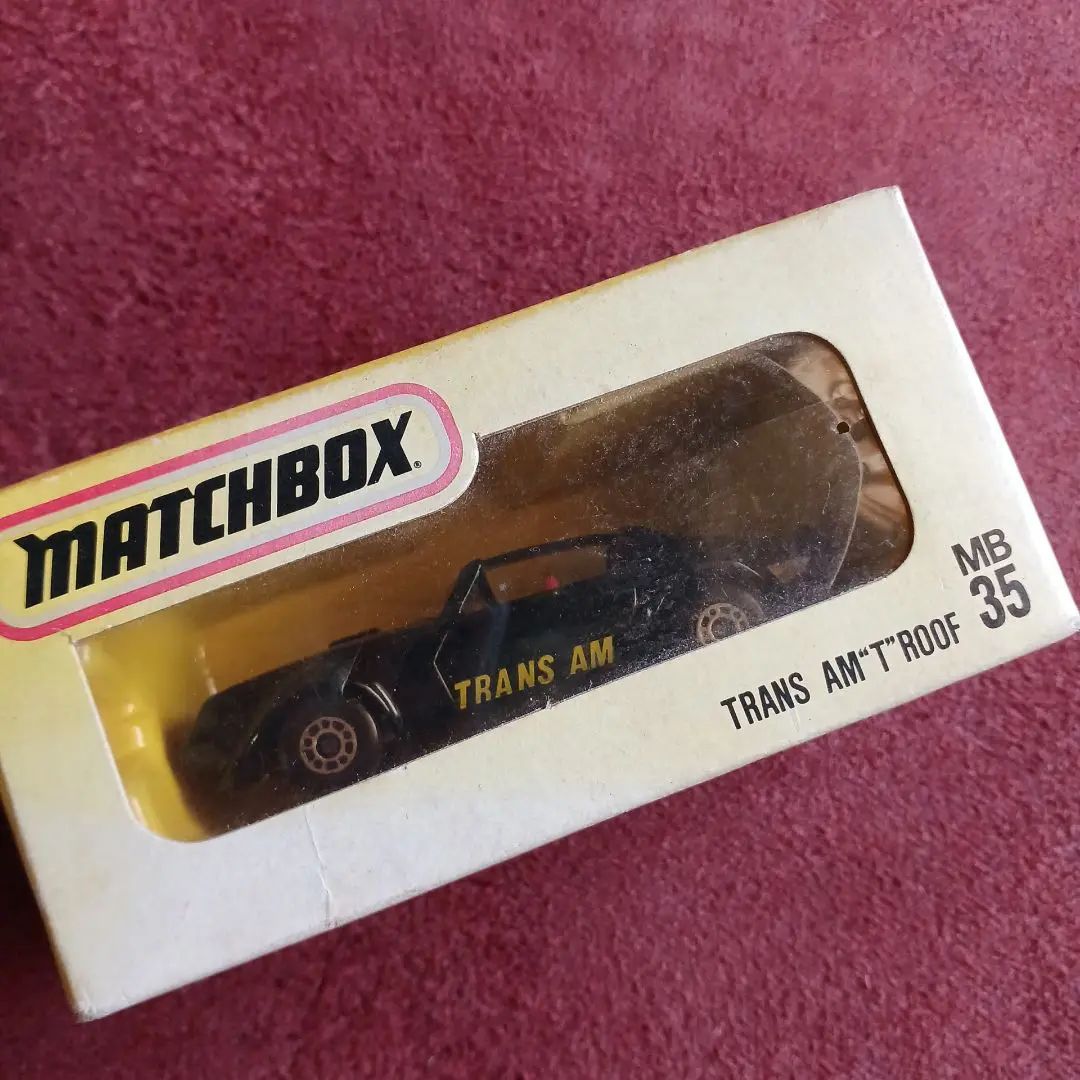 MATCHBOX®
TRANS AM
MB
35
TRANS AM"T"ROOF